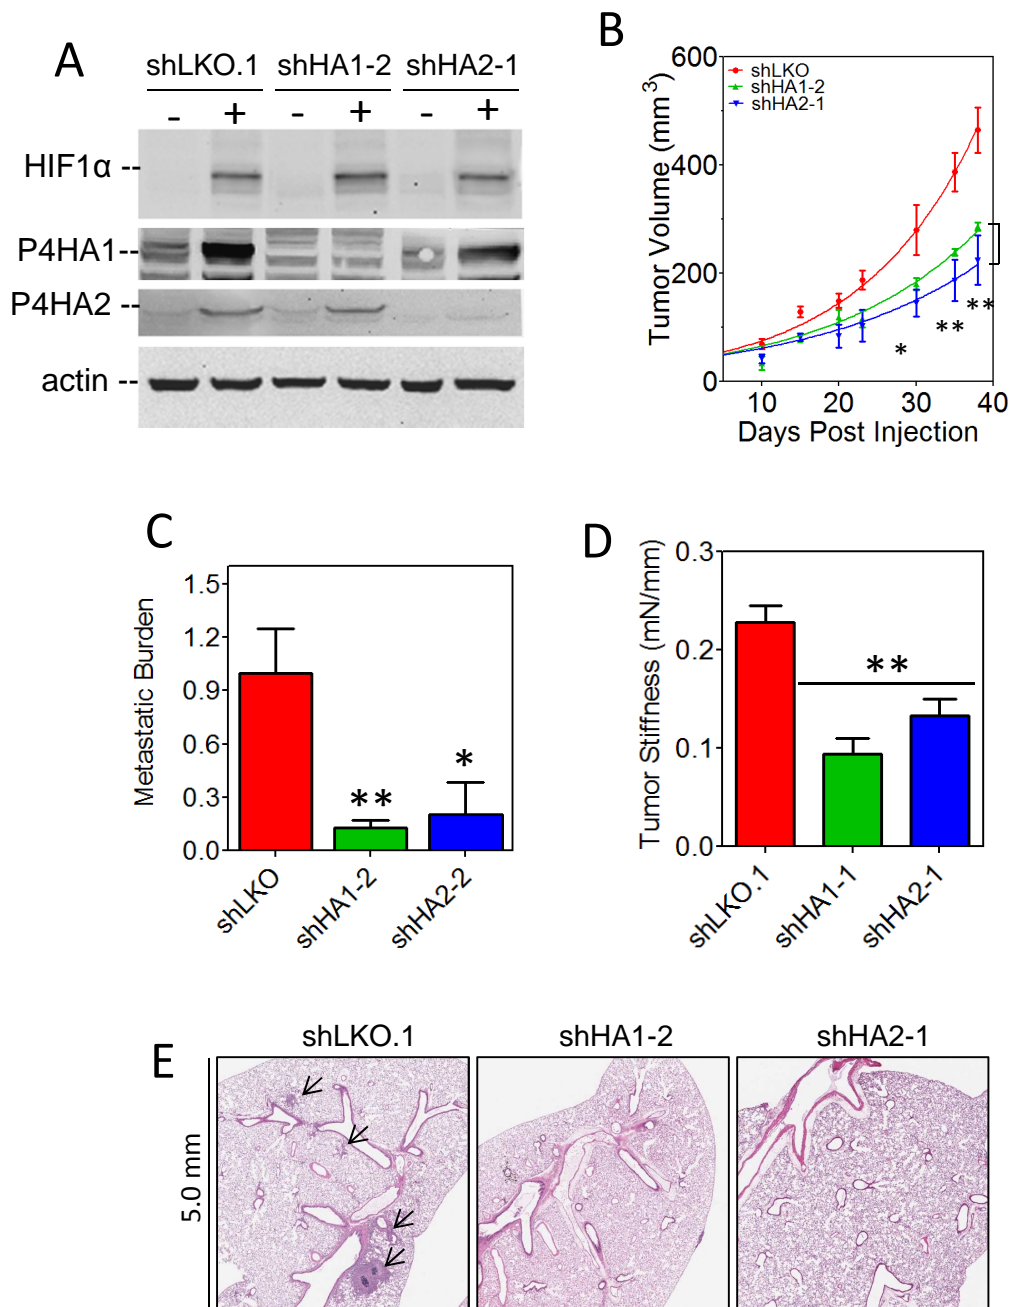 A
shLKO.1 shHA1-2 shHA2-1
- + - + - +
HIF1α --
P4HA1--
P4HA2--
actin --
B
Tumor Volume (mm3)
600
400
200
0
shLKO
shHA1-2
shHA2-1
**
**
*
10 20 30 40
Days Post Injection
C
Metastatic Burden
1.5
1.2
0.9
0.6
0.3
0.0
**
*
shLKO
shHA1-2
shHA2-2
D
Tumor Stiffness (mN/mm)
0.3
0.2
0.1
0.0
**
shLKO.1
shHA1-1
shHA2-1
E
shLKO.1 shHA1-2 shHA2-1
5.0 mm